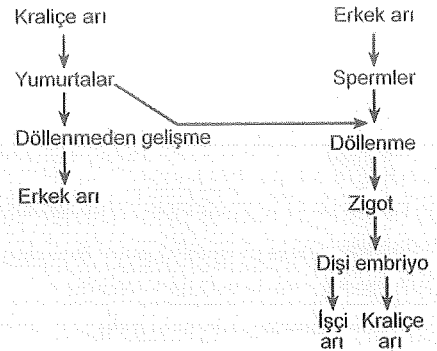 Kraliçe arı
Yumurtalar
Döllenmeden gelişme
Erkek arı
Erkek arı
Spermler
Döllenme
Zigot
Dişi embriyo
İşçi arı
Kraliçe arı